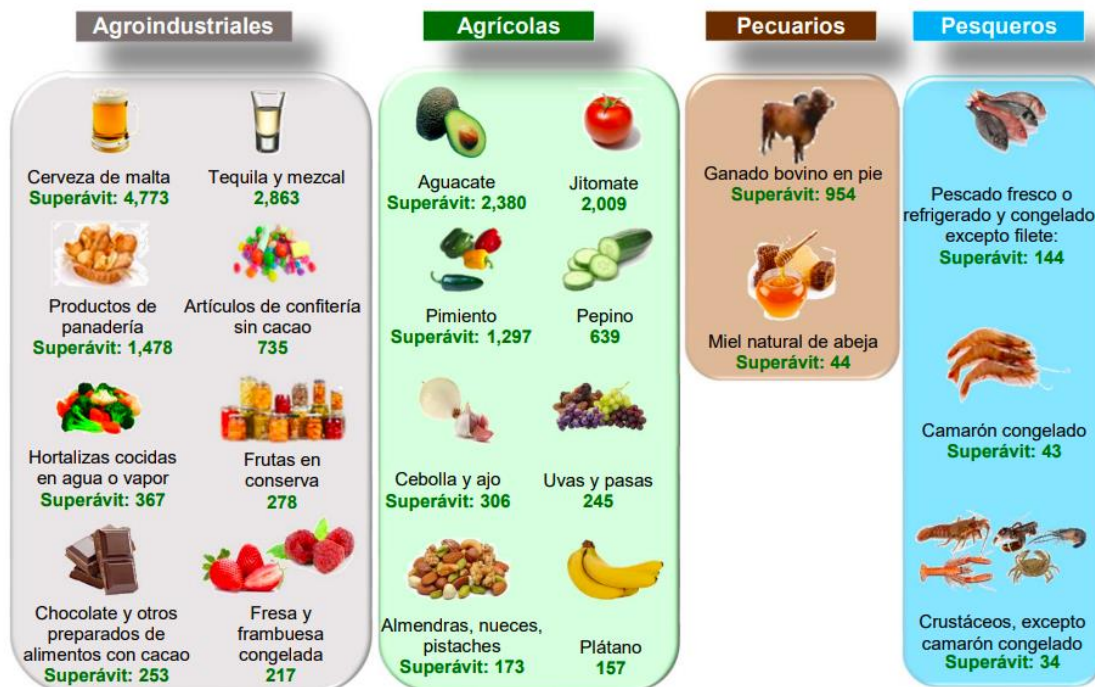 Agroindustriales
Cerveza de malta
Superávit: 4,773
Tequila y mezcal
2,863
Productos de
panadería
Superávit: 1,478
Artículos de confitería
sin cacao
735
Hortalizas cocidas
en agua o vapor
Superávit: 367
Frutas en
conserva
278
Chocolate y otros
preparados de
alimentos con cacao
Superávit: 253
Fresa y
frambuesa
congelada
217
Agrícolas
Aguacate
Superávit: 2,380
Jitomate
2,009
Pimiento
Superávit: 1,297
Pepino
639
Cebolla y ajo
Superávit: 306
Uvas y pasas
245
Almendras, nueces,
pistaches
Superávit: 173
Plátano
157
Pecuarios
Ganado bovino en pie
Superávit: 954
Miel natural de abeja
Superávit: 44
Pesqueros
Pescado fresco o
refrigerado y congelado
excepto filete:
Superávit: 144
Camarón congelado
Superávit: 43
Crustáceos, excepto
camarón congelado
Superávit: 34